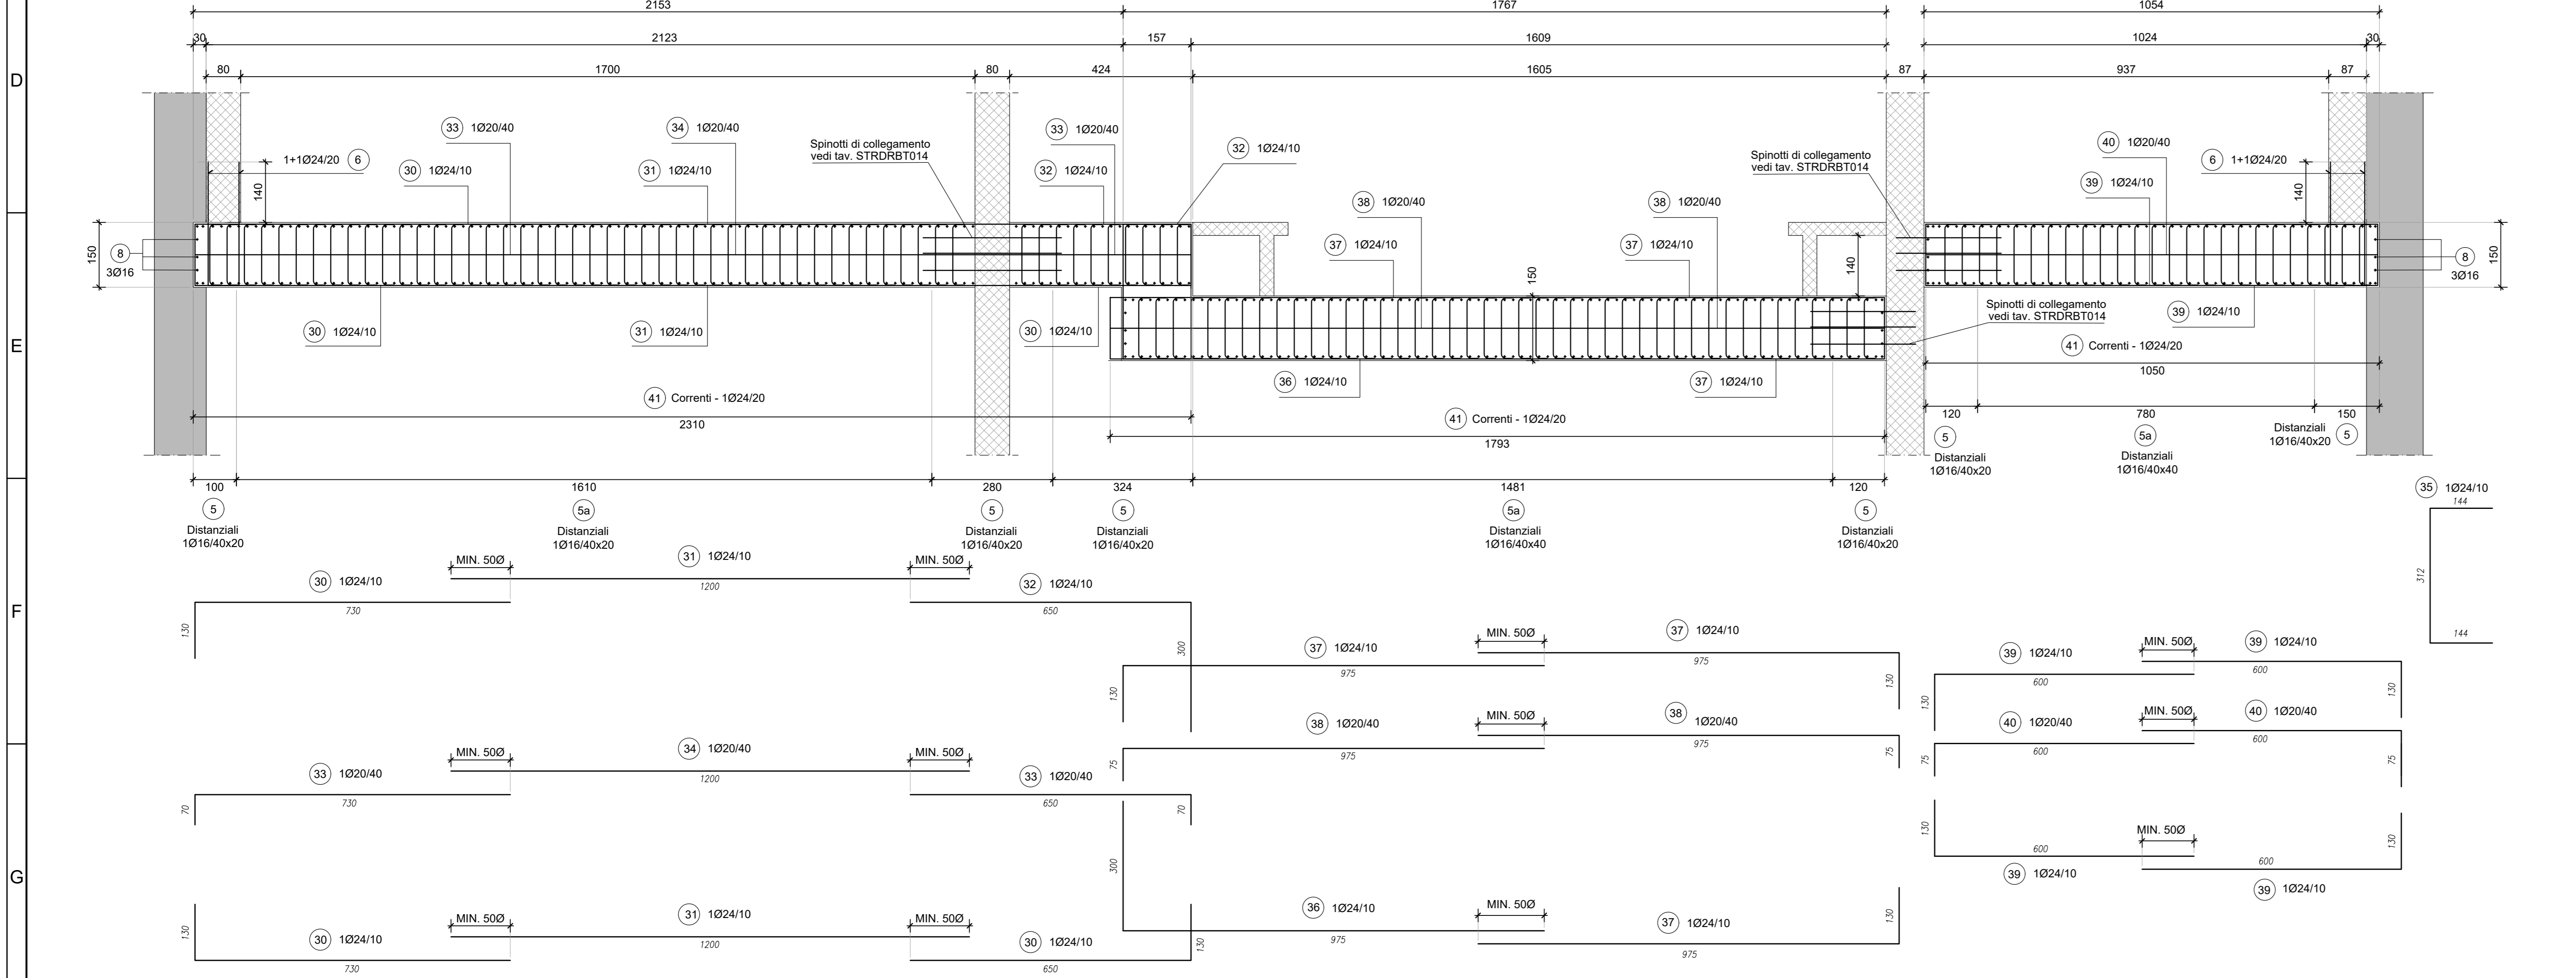 2153
1767
1054
30
2123
157
1609
1024
30
80
1700
80
424
1605
87
937
87
D
33 1Ø20/40
34 1Ø20/40
Spinotti di collegamento
vedi tav. STRDRBT014
33 1Ø20/40
32 1Ø24/10
Spinotti di collegamento
vedi tav. STRDRBT014
40 1Ø20/40
1+1Ø24/20 6
30 1Ø24/10
31 1Ø24/10
32 1Ø24/10
39 1Ø24/10
6 1+1Ø24/20
140
140
38 1Ø20/40
38 1Ø20/40
37 1Ø24/10
37 1Ø24/10
140
150
8
3Ø16
150
8
3Ø16
150
Spinotti di collegamento
vedi tav. STRDRBT014
30 1Ø24/10
31 1Ø24/10
30 1Ø24/10
39 1Ø24/10
E
41 Correnti - 1Ø24/20
1050
36 1Ø24/10
37 1Ø24/10
41 Correnti - 1Ø24/20
2310
41 Correnti - 1Ø24/20
1793
120
780
150
5
Distanziali
1Ø16/40x20
5a
Distanziali
1Ø16/40x40
Distanziali
1Ø16/40x20
5
100
1610
280
324
1481
120
5
Distanziali
1Ø16/40x20
5a
Distanziali
1Ø16/40x20
5
Distanziali
1Ø16/40x20
5
Distanziali
1Ø16/40x20
5a
Distanziali
1Ø16/40x40
5
Distanziali
1Ø16/40x20
35 1Ø24/10
144
312
144
F
30 1Ø24/10
730
130
MIN. 50Ø
31 1Ø24/10
1200
MIN. 50Ø
32 1Ø24/10
650
300
37 1Ø24/10
975
130
MIN. 50Ø
37 1Ø24/10
975
130
39 1Ø24/10
600
130
MIN. 50Ø
39 1Ø24/10
600
130
38 1Ø20/40
975
75
MIN. 50Ø
38
1Ø20/40
975
75
40 1Ø20/40
600
75
MIN. 50Ø
40 1Ø20/40
600
75
33 1Ø20/40
730
70
MIN. 50Ø
34 1Ø20/40
1200
MIN. 50Ø
33 1Ø20/40
650
70
G
130
600
39 1Ø24/10
MIN. 50Ø
600
130
39 1Ø24/10
130
30 1Ø24/10
730
MIN. 50Ø
31 1Ø24/10
1200
MIN. 50Ø
30 1Ø24/10
650
130
300
36 1Ø24/10
975
MIN. 50Ø
37 1Ø24/10
975
130